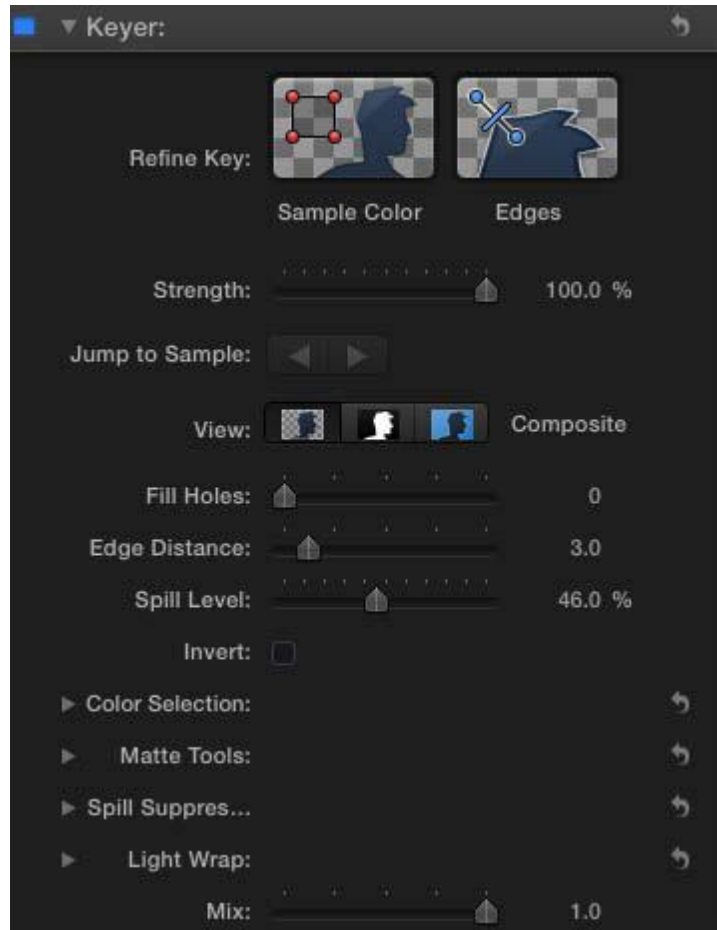 Keyer:
Refine Key:
Sample Color Edges
Strength: 100.0 %
Jump to Sample:
View: Composite
Fill Holes: 0
Edge Distance: 3.0
Spill Level: 46.0 %
Invert:
Color Selection:
Matte Tools:
Spill Suppres...
Light Wrap:
Mix: 1.0